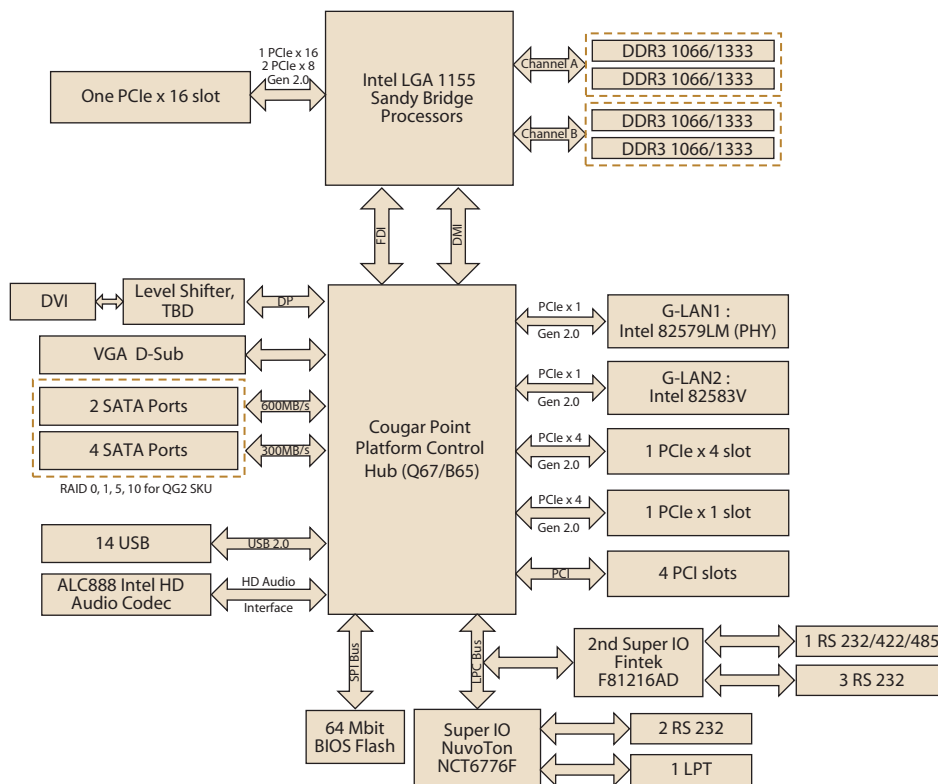 1 PCIe x 16
2 PCIe x 8
Gen 2.0
One PCIe x 16 slot
Intel LGA 1155
Sandy Bridge
Processors
Channel A
DDR3 1066/1333
DDR3 1066/1333
Channel B
DDR3 1066/1333
DDR3 1066/1333
FDI
DMI
DVI
Level Shifter,
TBD
DP
VGA D-Sub
2 SATA Ports
600MB/s
4 SATA Ports
300MB/s
RAID 0, 1, 5, 10 for QG2 SKU
14 USB
USB 2.0
ALC888 Intel HD
Audio Codec
HD Audio
Interface
Cougar Point
Platform Control
Hub (Q67/B65)
PCIe x 1
Gen 2.0
G-LAN1 :
Intel 82579LM (PHY)
PCIe x 1
Gen 2.0
G-LAN2 :
Intel 82583V
PCIe x 4
Gen 2.0
1 PCIe x 4 slot
PCIe x 4
Gen 2.0
1 PCIe x 1 slot
PCI
4 PCI slots
SPI Bus
LPC Bus
64 Mbit
BIOS Flash
Super IO
NuvoTon
NCT6776F
2nd Super IO
Fintek
F81216AD
1 RS 232/422/485
3 RS 232
2 RS 232
1 LPT